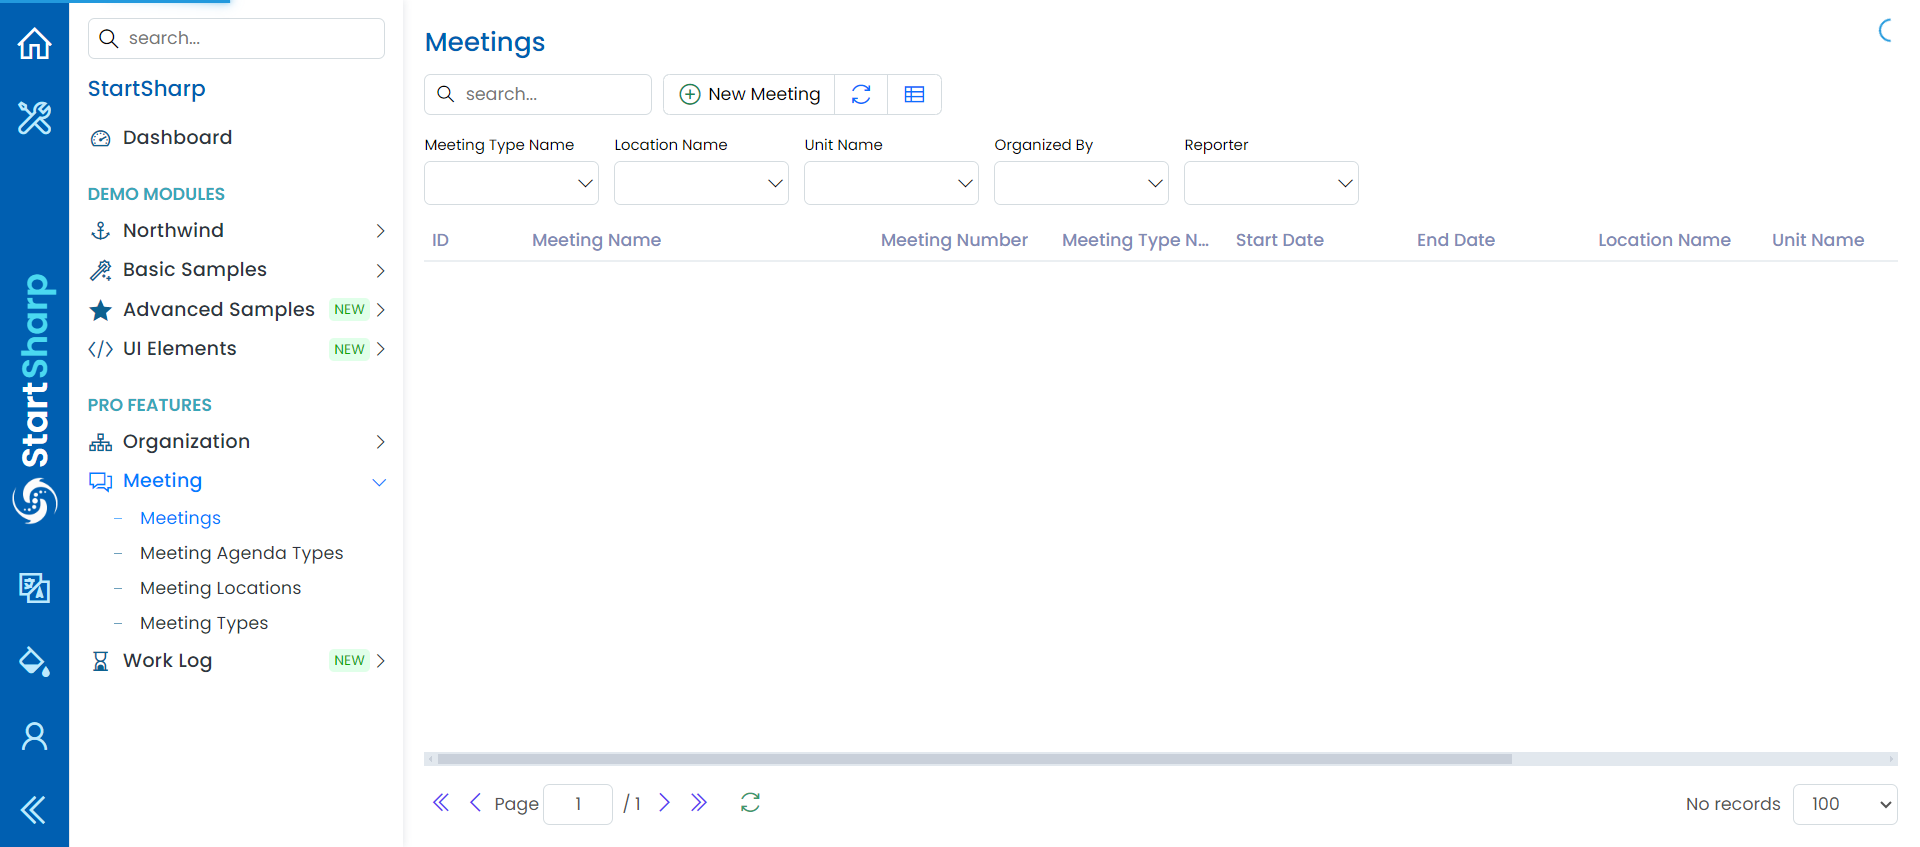 StartSharp
search...
StartSharp
Dashboard
DEMO MODULES
Northwind
Basic Samples
Advanced Samples NEW
UI Elements NEW
PRO FEATURES
Organization
Meeting
Meetings
Meeting Agenda Types
Meeting Locations
Meeting Types
Work Log NEW
Meetings
search...
New Meeting
Meeting Type Name Location Name Unit Name Organized By Reporter
ID Meeting Name Meeting Number Meeting Type N... Start Date End Date Location Name Unit Name
Page 1 / 1
No records 100